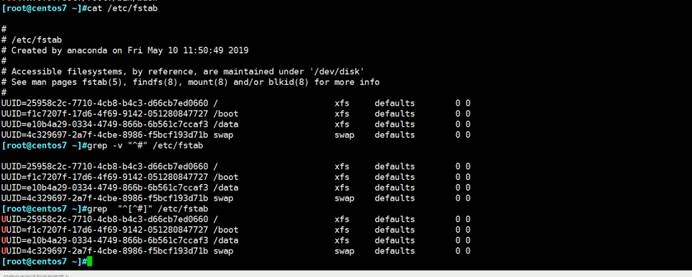 [root@centos7 ~]#cat /etc/fstab
#
# /etc/fstab
# Created by anaconda on Fri May 10 11:50:49 2019
#
# Accessible filesystems, by reference, are maintained under '/dev/disk'
# See man pages fstab(5), findfs(8), mount(8) and/or blkid(8) for more info
#
UUID=25958c2c-7710-4cb8-b4c3-d66cb7ed0660 / xfs defaults 0 0
UUID=f1c7207f-17d6-4f69-9142-051280847727 /boot xfs defaults 0 0
UUID=e10b4a29-0334-4749-866b-6b561c7ccaf3 /data xfs defaults 0 0
UUID=4c329697-2a7f-4cbe-8986-f5bcf193d71b swap swap defaults 0 0
[root@centos7 ~]#grep -v "^#" /etc/fstab
UUID=25958c2c-7710-4cb8-b4c3-d66cb7ed0660 / xfs defaults 0 0
UUID=f1c7207f-17d6-4f69-9142-051280847727 /boot xfs defaults 0 0
UUID=e10b4a29-0334-4749-866b-6b561c7ccaf3 /data xfs defaults 0 0
UUID=4c329697-2a7f-4cbe-8986-f5bcf193d71b swap swap defaults 0 0
[root@centos7 ~]#grep "^[^#]" /etc/fstab
UUID=25958c2c-7710-4cb8-b4c3-d66cb7ed0660 / xfs defaults 0 0
UUID=f1c7207f-17d6-4f69-9142-051280847727 /boot xfs defaults 0 0
UUID=e10b4a29-0334-4749-866b-6b561c7ccaf3 /data xfs defaults 0 0
UUID=4c329697-2a7f-4cbe-8986-f5bcf193d71b swap swap defaults 0 0
[root@centos7 ~]#